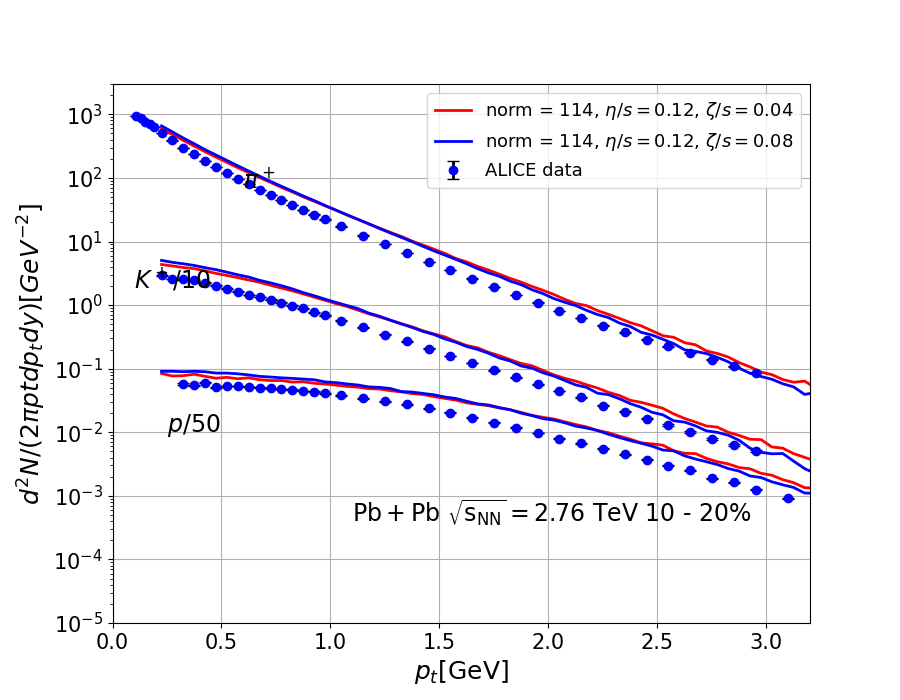 norm = 114, η/s = 0.12, ζ/s = 0.04
norm = 114, η/s = 0.12, ζ/s = 0.08
ALICE data
π⁺
K⁺/10
p/50
Pb + Pb √s_NN = 2.76 TeV 10 - 20%
d²N/(2πptdp_tdy)[GeV⁻²]
10³
10²
10¹
10⁰
10⁻¹
10⁻²
10⁻³
10⁻⁴
10⁻⁵
0.0 0.5 1.0 1.5 2.0 2.5 3.0
p_t[GeV]